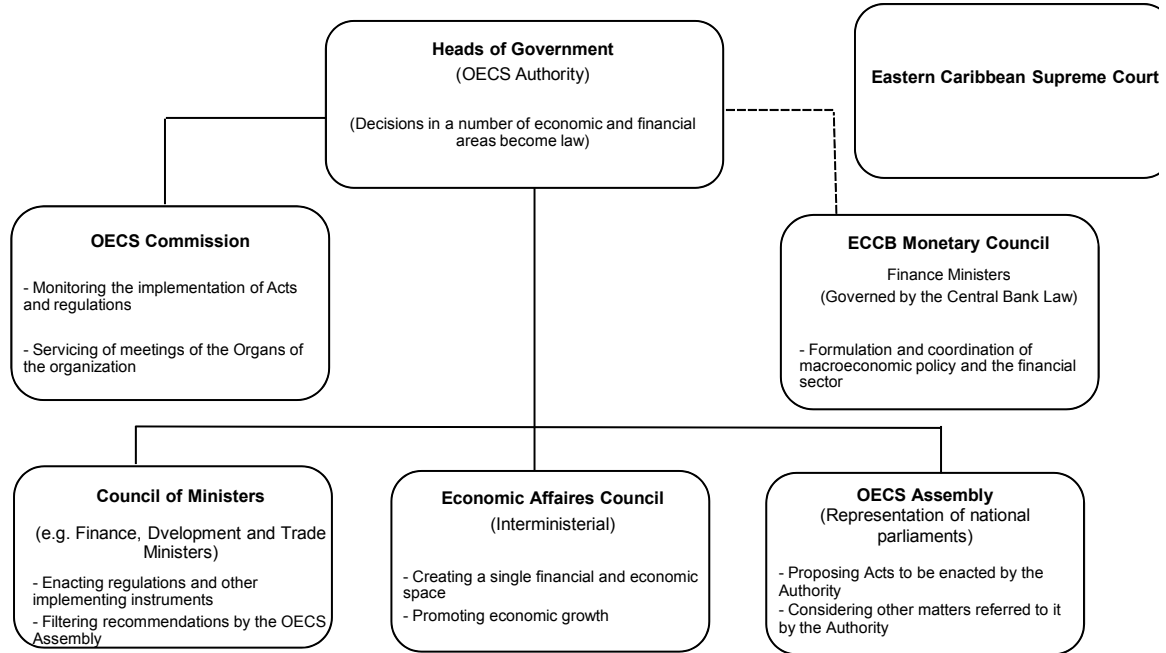 Heads of Government
(OECS Authority)
(Decisions in a number of economic and financial
areas become law)
Eastern Caribbean Supreme Court
OECS Commission
- Monitoring the implementation of Acts
and regulations
- Servicing of meetings of the Organs of
the organization
ECCB Monetary Council
Finance Ministers
(Governed by the Central Bank Law)
- Formulation and coordination of
macroeconomic policy and the financial
sector
Council of Ministers
(e.g. Finance, Dvelopment and Trade
Ministers)
- Enacting regulations and other
implementing instruments
- Filtering recommendations by the OECS
Assembly
Economic Affaires Council
(Interministerial)
- Creating a single financial and economic
space
- Promoting economic growth
OECS Assembly
(Representation of national
parliaments)
- Proposing Acts to be enacted by the
Authority
- Considering other matters referred to it
by the Authority